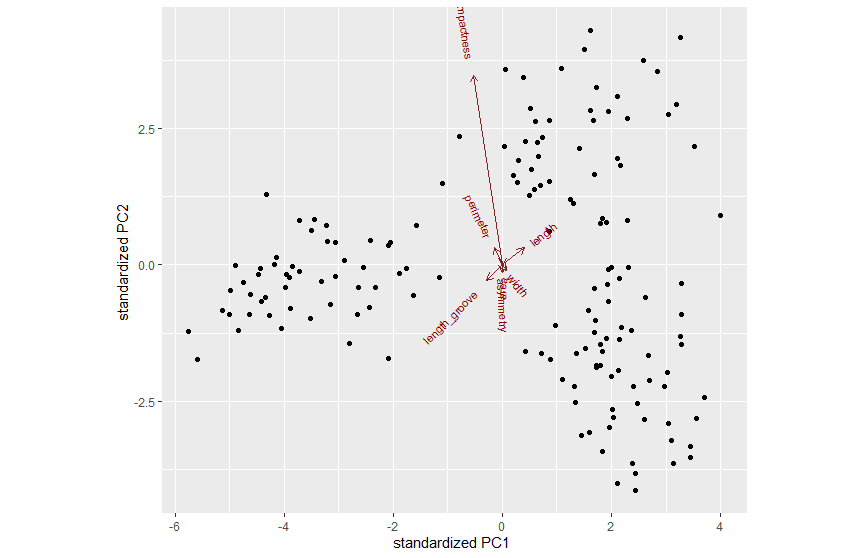 mpactness
2.5
perimeter
length
0.0
width
asymmetry
length_groove
-2.5
standardized PC2
-6
-4
-2
0
2
4
standardized PC1